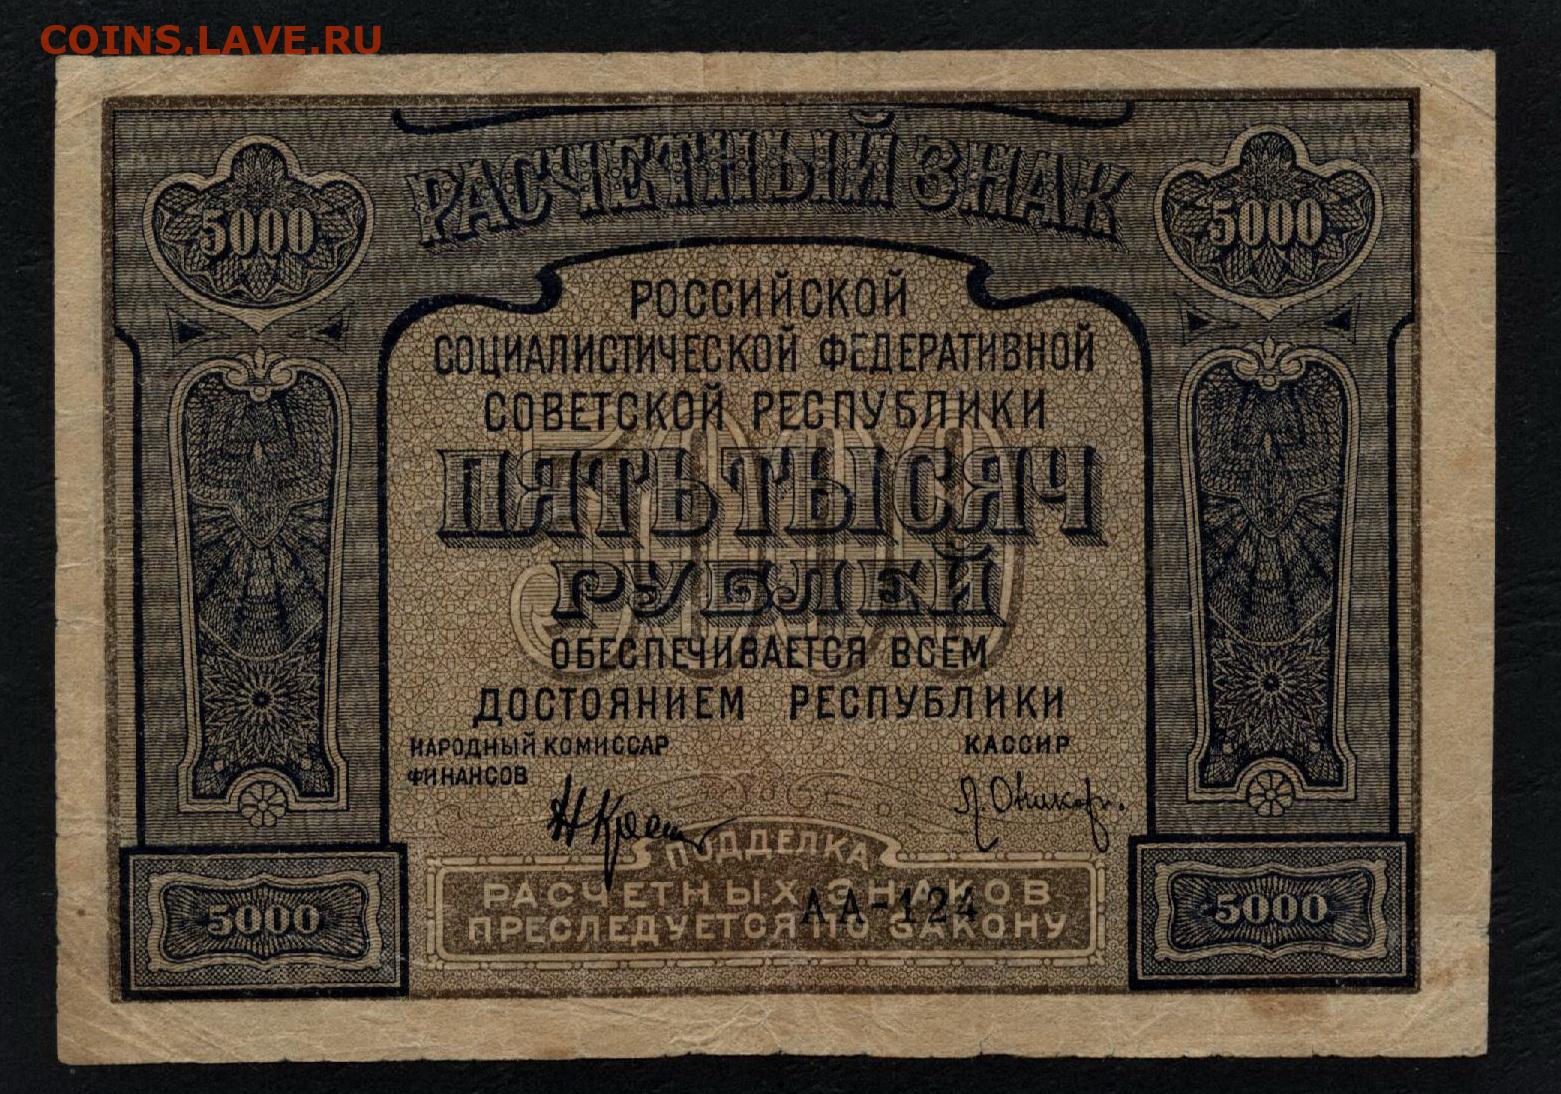 COINS.LAVE.RU
РАСЧЕТНЫЙ ЗНАК
5000
5000
РОССИЙСКОЙ
СОЦИАЛИСТИЧЕСКОЙ ФЕДЕРАТИВНОЙ
СОВЕТСКОЙ РЕСПУБЛИКИ
5000
ПЯТЬ ТЫСЯЧ
РУБЛЕЙ
ОБЕСПЕЧИВАЕТСЯ ВСЕМ
ДОСТОЯНИЕМ РЕСПУБЛИКИ
НАРОДНЫЙ КОМИССАР
ФИНАНСОВ
КАССИР
ПОДДЕЛКА
РАСЧЕТНЫХ ЗНАКОВ
АА-124
ПРЕСЛЕДУЕТСЯ ПО ЗАКОНУ
5000
5000